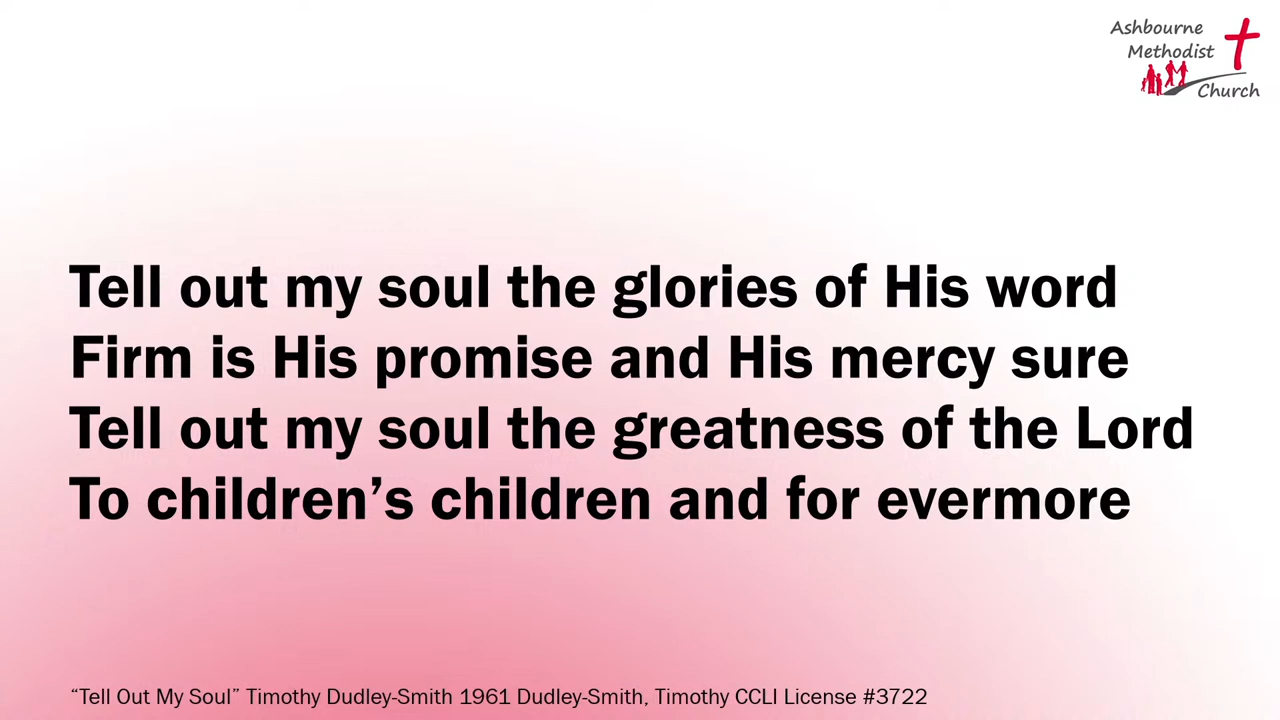 Ashbourne
Methodist
Church
Tell out my soul the glories of His word
Firm is His promise and His mercy sure
Tell out my soul the greatness of the Lord
To children’s children and for evermore
“Tell Out My Soul” Timothy Dudley-Smith 1961 Dudley-Smith, Timothy CCLI License #3722